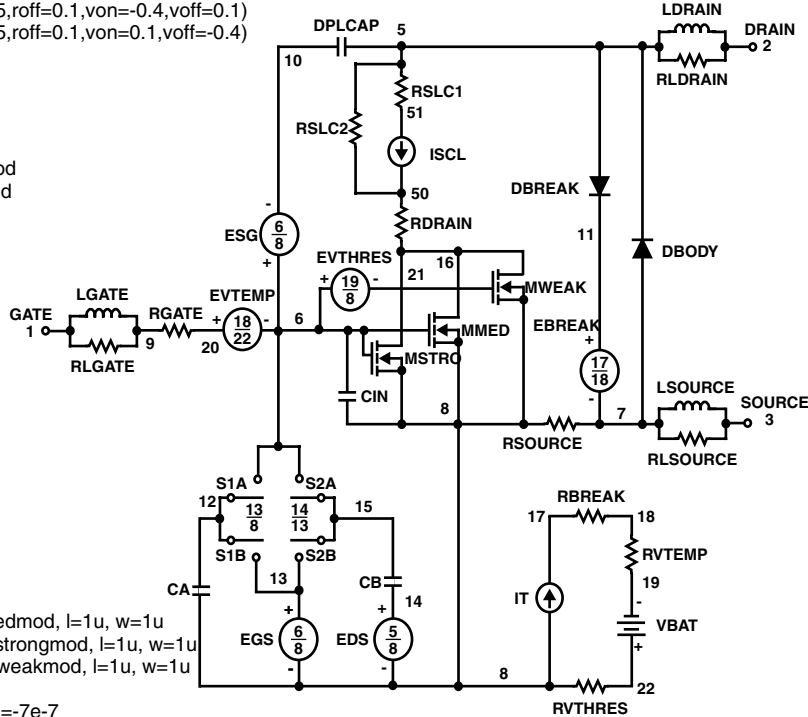 5,roff=0.1,von=-0.4,voff=0.1)
5,roff=0.1,von=0.1,voff=-0.4)
od
d
edmod, l=1u, w=1u
strongmod, l=1u, w=1u
weakmod, l=1u, w=1u
=-7e-7
LDRAIN
DPLCAP 5 DRAIN
2
10
RLDRAIN
RSLC1
51
RSLC2
ISCL
50
DBREAK
RDRAIN
ESG 6
8
-
+
11
DBODY
EVTHRES
16
21
+ 19
8 -
MWEAK
LGATE
EVTEMP
GATE
1
RGATE
+ 18
22 -
6
MMED
EBREAK
+
9
20
MSTRO
17
18
-
RLGATE
CIN
LSOURCE
8
7
SOURCE
3
RSOURCE
RLSOURCE
S1A
S2A
12
13
8
14
13
15
S1B
S2B
13
CA
CB
14
+
+
EGS 6
8
EDS 5
8
-
-
8
RBREAK
17
18
RVTEMP
19
IT
-
VBAT
+
22
RVTHRES